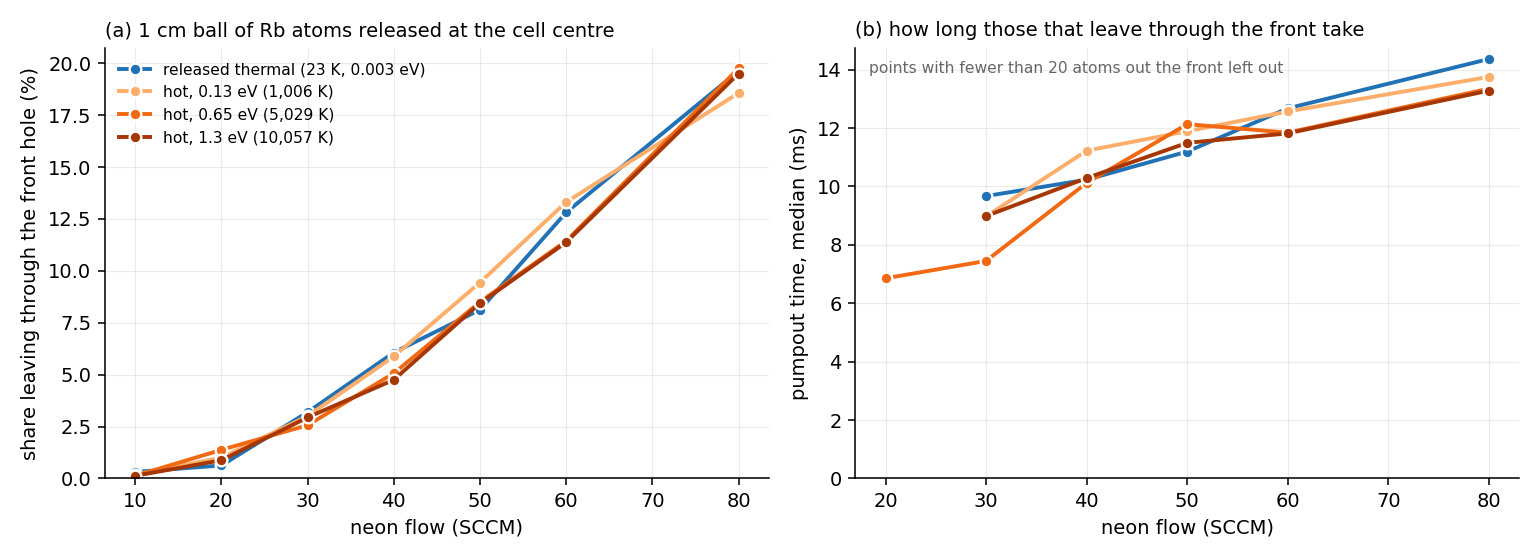 (a) 1 cm ball of Rb atoms released at the cell centre
share leaving through the front hole (%)
20.0
17.5
15.0
12.5
10.0
7.5
5.0
2.5
0.0
released thermal (23 K, 0.003 eV)
hot, 0.13 eV (1,006 K)
hot, 0.65 eV (5,029 K)
hot, 1.3 eV (10,057 K)
10 20 30 40 50 60 70 80
neon flow (SCCM)
(b) how long those that leave through the front take
pumpout time, median (ms)
14
12
10
8
6
4
2
0
points with fewer than 20 atoms out the front left out
20 30 40 50 60 70 80
neon flow (SCCM)